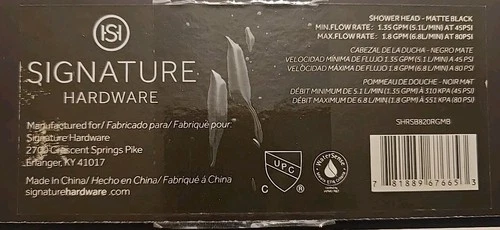 SIGNATURE
HARDWARE
Manufactured for/ Fabricado para/ Fabriqué pour:
Signature Hardware
2700 Crescent Springs Pike
Erlanger, KY 41017
Made In China/ Hecho en China/ Fabriqué á China
signaturehardware.com
SHOWER HEAD - MATTE BLACK
MIN.FLOW RATE: 1.35 GPM (5.1L/MIN) AT 45PSI
MAX.FLOW RATE: 1.8 GPM (6.8L/MIN) AT 80PSI
CABEZAL DE LA DUCHA - NEGRO MATE
VELOCIDAD MÍNIMA DE FLUJO 1.35 GPM (5.1 L/MIN) A 45 PSI
VELOCIDAD MÁXIMA DE FLUJO 1.8 GPM (6.8 L/MIN) A 80 PSI
POMMEAU DE DOUCHE - NOIR MAT
DÉBIT MINIMUM DE 5.1 L/MIN (1.35 GPM) À 310 KPA (45 PSI)
DÉBIT MAXIMUM DE 6.8 L/MIN (1.8 GPM) À 551 KPA (80 PSI)
SHRSB820RGMB
UPC
C ®
WaterSense
7 81889 67665 3